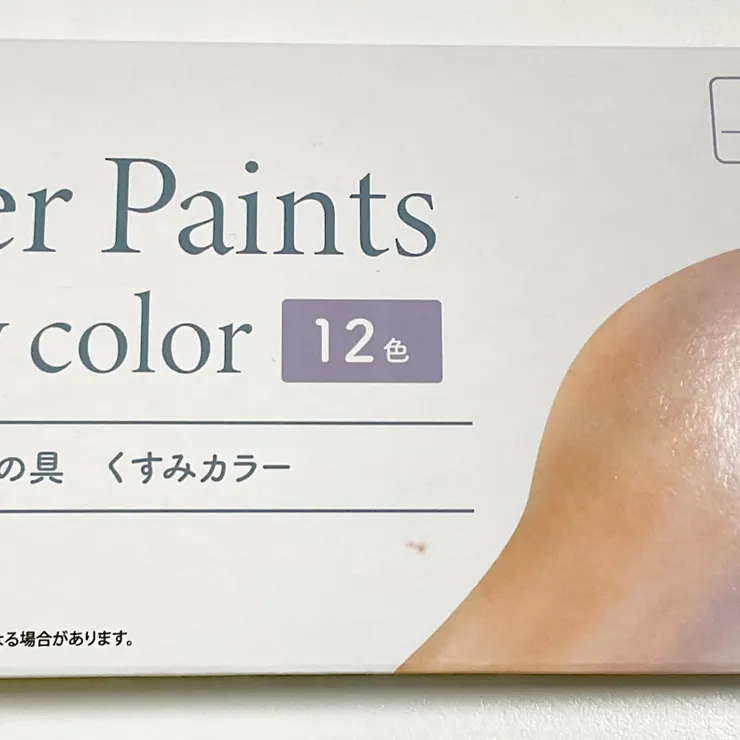 er Paints
color
12色
の具 くすみカラー
る場合があります。